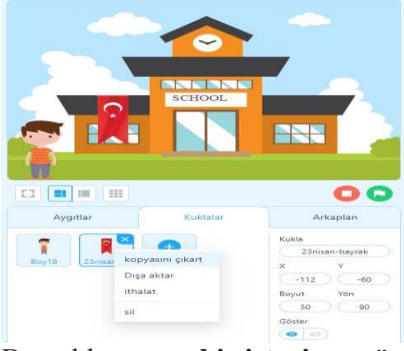 SCHOOL
Aygıtlar
Kuklalar
Arkaplan
Boy18
23nisan
kopyasını çıkart
Dışa aktar
ithalat
sil
Kukla
23nisan-bayrak
X
Y
-112
-60
Boyut
Yön
50
90
Göster